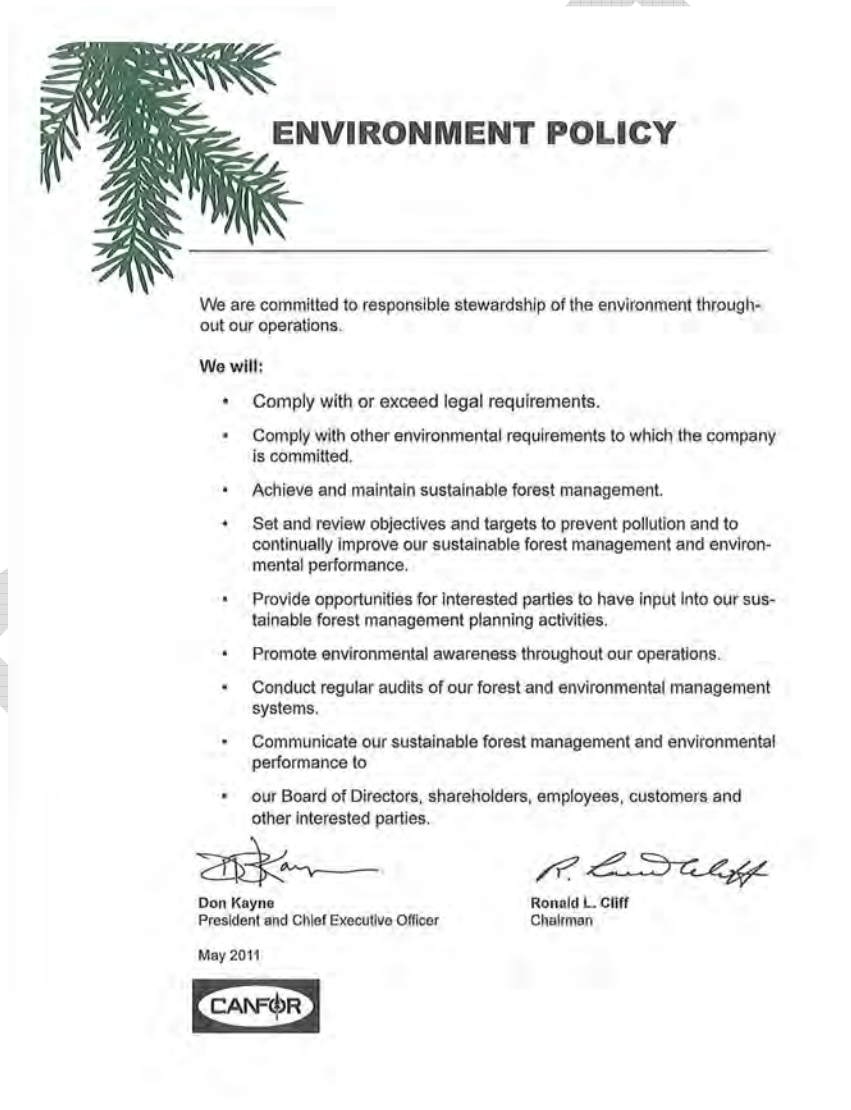 ENVIRONMENT POLICY
We are committed to responsible stewardship of the environment through-
out our operations.
We will:
• Comply with or exceed legal requirements.
• Comply with other environmental requirements to which the company
is committed.
• Achieve and maintain sustainable forest management.
• Set and review objectives and targets to prevent pollution and to
continually improve our sustainable forest management and environ-
mental performance.
• Provide opportunities for interested parties to have input into our sus-
tainable forest management planning activities.
• Promote environmental awareness throughout our operations.
• Conduct regular audits of our forest and environmental management
systems.
• Communicate our sustainable forest management and environmental
performance to
• our Board of Directors, shareholders, employees, customers and
other interested parties.
Don Kayne
President and Chief Executive Officer
Ronald L. Cliff
Chairman
May 2011
CANFOR